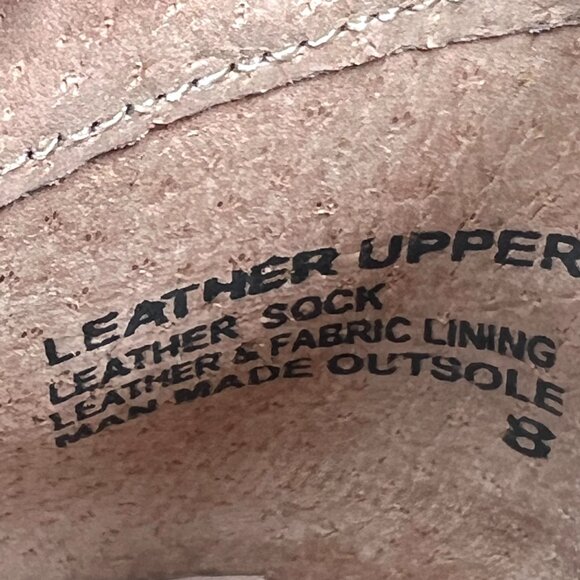 LEATHER UPPER
LEATHER SOCK
LEATHER & FABRIC LINING
MAN MADE OUTSOLE
8